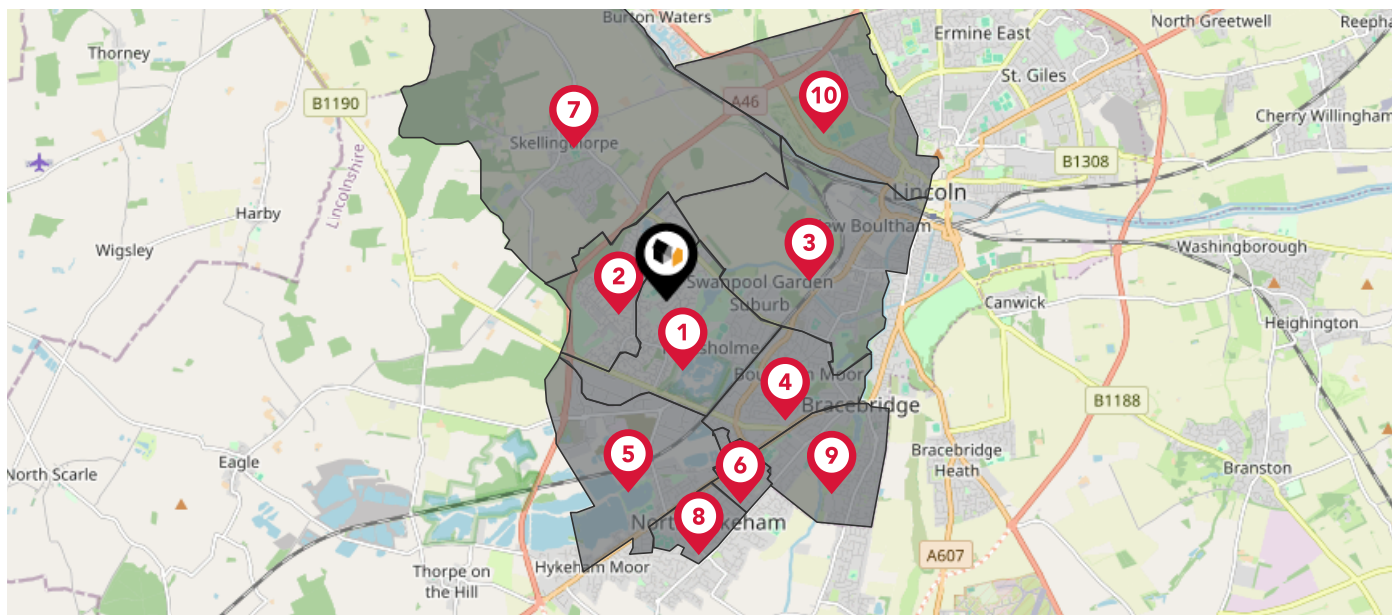 Burton Waters
North Greetwell
Reepha
Ermine East
Thorney
St. Giles
B1190
A46
10
7
Cherry Willingham
Skellingthorpe
B1308
Lincolnshire
Lincoln
Harby
New Boultham
Wigsley
3
Washingborough
2
Swanpool Garden
Suburb
Canwick
Heighington
1
Boultham Moor
4
B1188
Bracebridge
5
6
9
Bracebridge
Heath
Eagle
North Scarle
Branston
8
North Hykeham
A607
Hykeham Moor
Thorpe on
the Hill